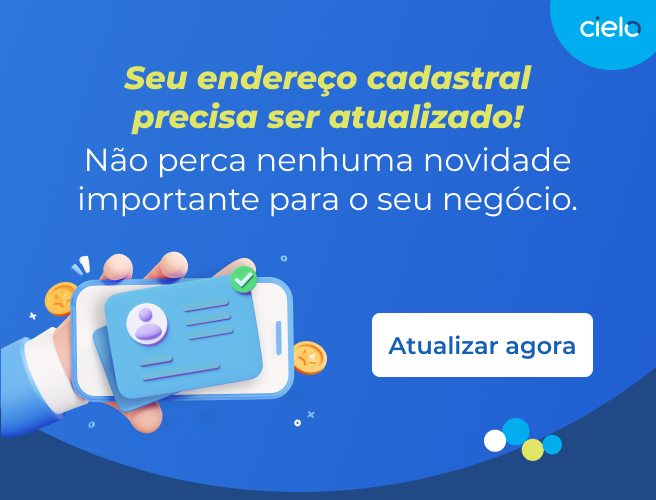 cielo
Seu endereço cadastral
precisa ser atualizado!
Não perca nenhuma novidade
importante para o seu negócio.
Atualizar agora